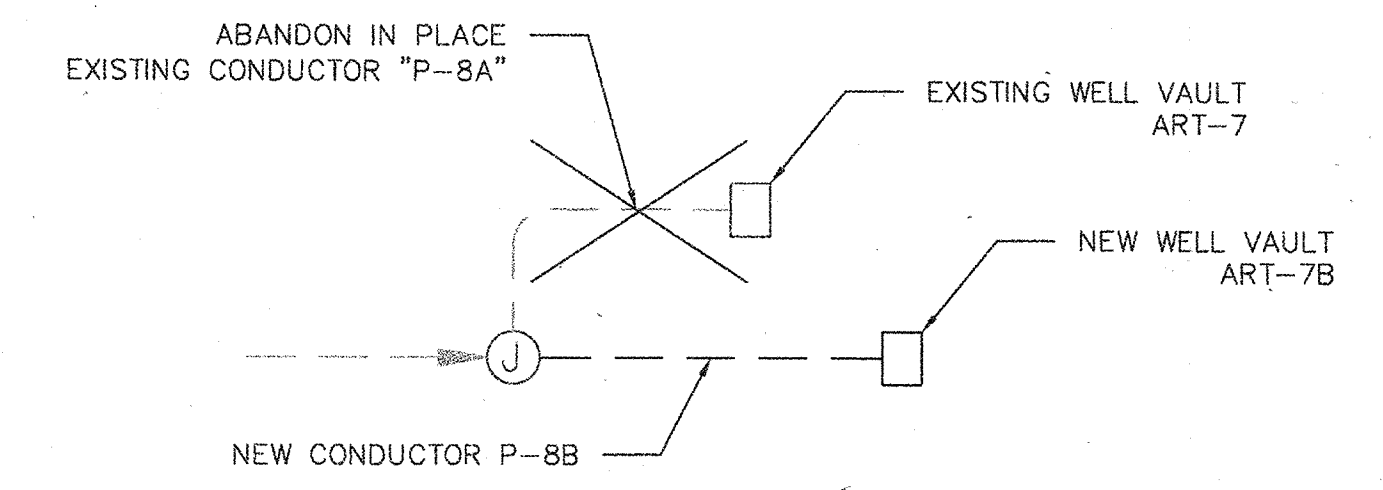 ABANDON IN PLACE
EXISTING CONDUCTOR "P-8A"
EXISTING WELL VAULT
ART-7
NEW WELL VAULT
ART-7B
J
NEW CONDUCTOR P-8B